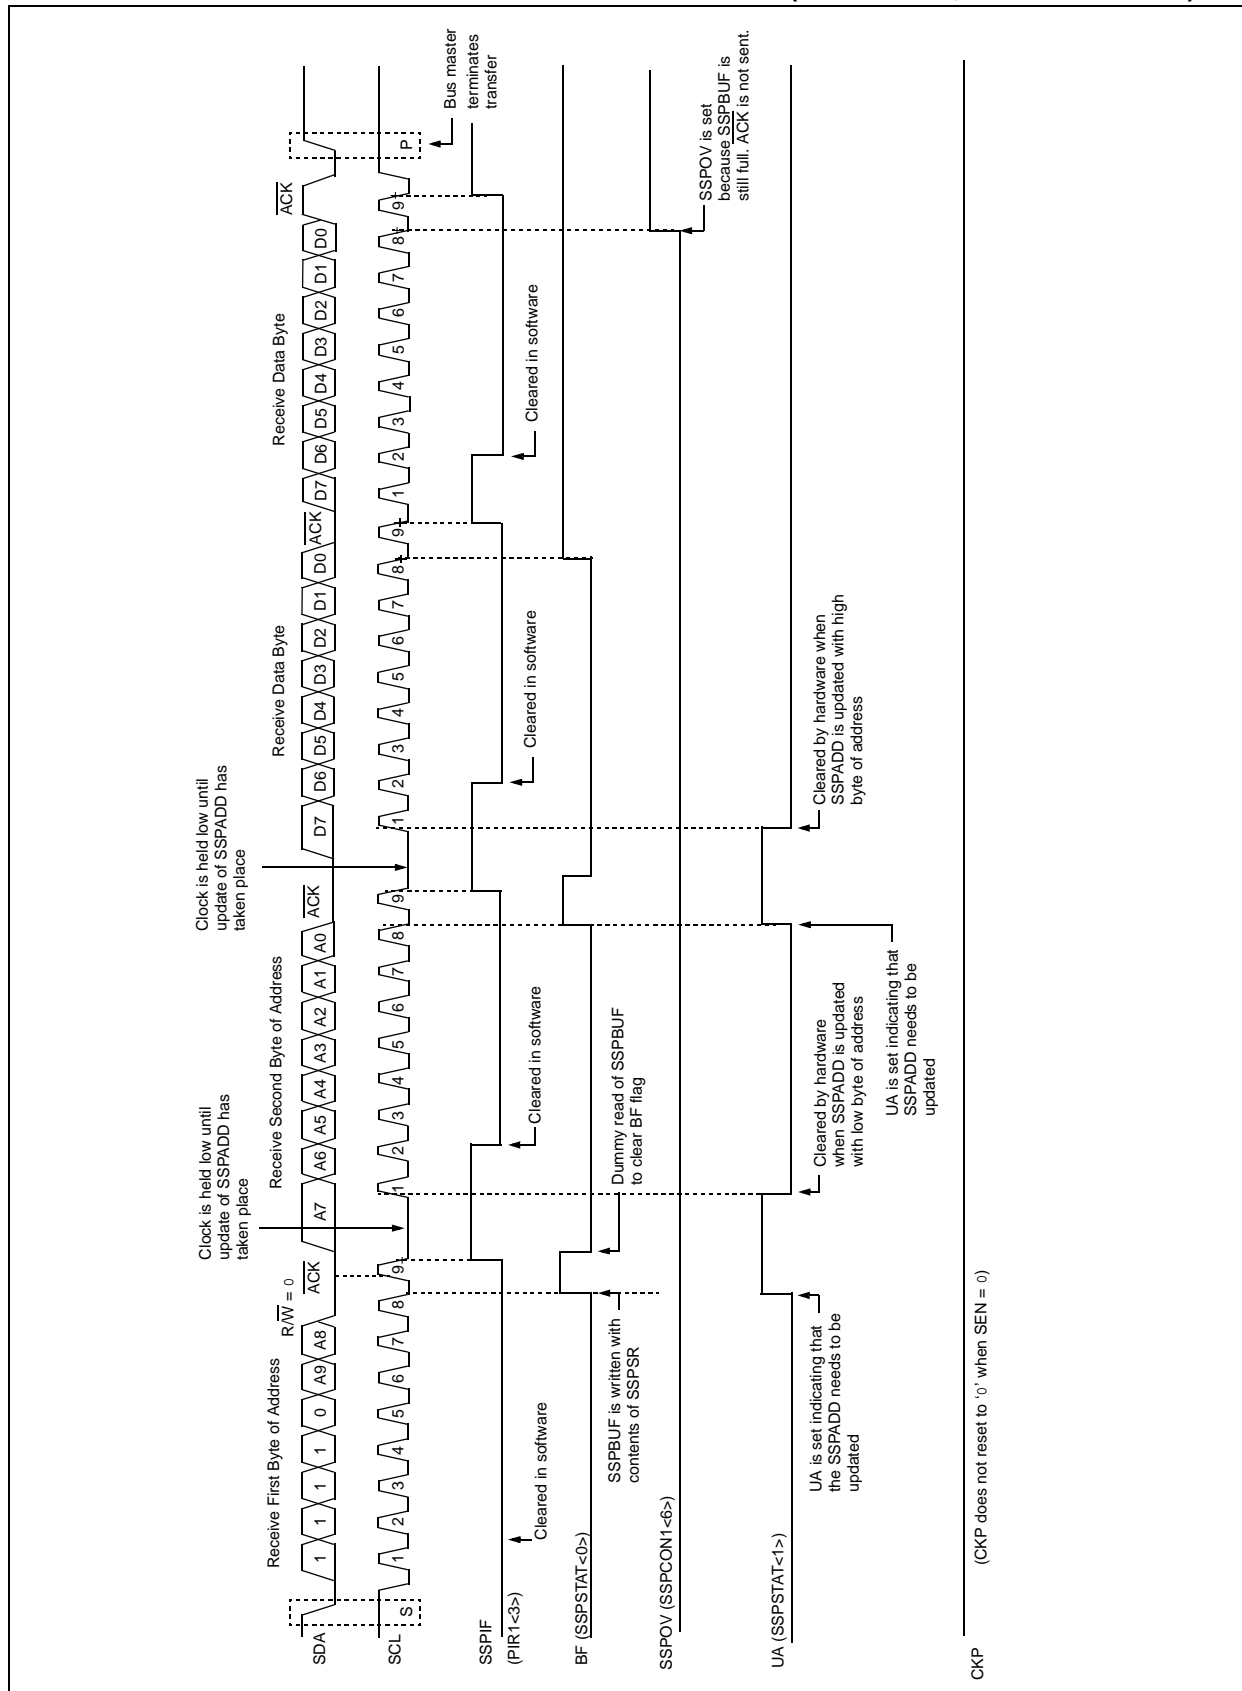 Receive First Byte of Address
R/W = 0
Receive Second Byte of Address
Receive Data Byte
Receive Data Byte
Clock is held low until
update of SSPADD has
taken place
Clock is held low until
update of SSPADD has
taken place
SDA
1 1 1 1 0 A9 A8 ACK A7 A6 A5 A4 A3 A2 A1 A0 ACK D7 D6 D5 D4 D3 D2 D1 D0 ACK D7 D6 D5 D4 D3 D2 D1 D0 ACK
SCL
S 1 2 3 4 5 6 7 8 9 1 2 3 4 5 6 7 8 9 1 2 3 4 5 6 7 8 9 1 2 3 4 5 6 7 8 9 P
Bus master
terminates
transfer
SSPIF
(PIR1<3>)
Cleared in software
Cleared in software
Cleared in software
Cleared in software
BF (SSPSTAT<0>)
SSPBUF is written with
contents of SSPSR
Dummy read of SSPBUF
to clear BF flag
SSPOV (SSPCON1<6>)
SSPOV is set
because SSPBUF is
still full. ACK is not sent.
UA (SSPSTAT<1>)
UA is set indicating that
the SSPADD needs to be
updated
Cleared by hardware
when SSPADD is updated
with low byte of address
UA is set indicating that
SSPADD needs to be
updated
Cleared by hardware when
SSPADD is updated with high
byte of address
CKP
(CKP does not reset to ‘0’ when SEN = 0)